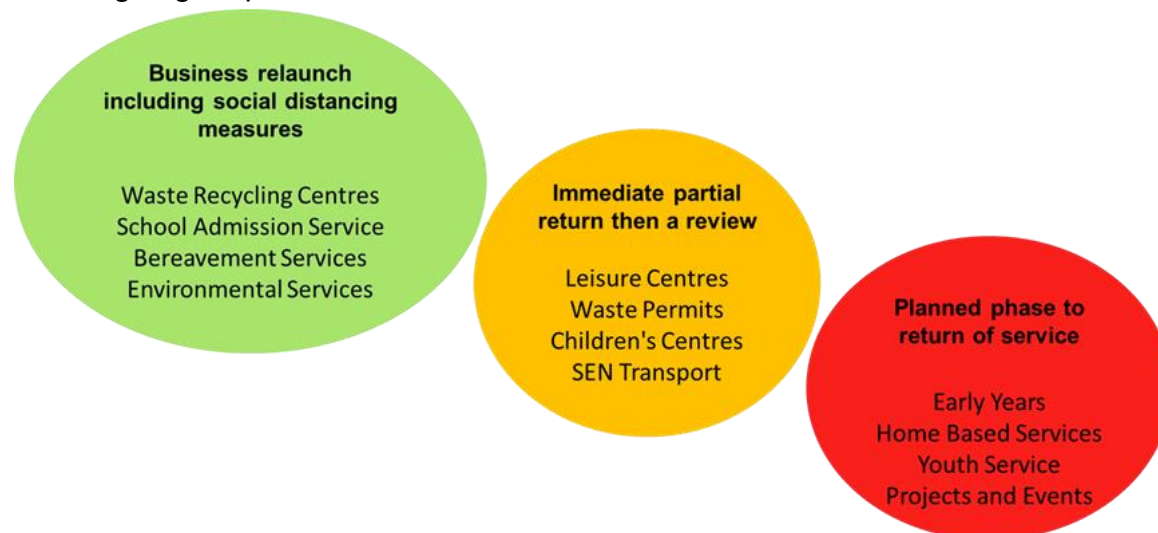 Business relaunch
including social distancing
measures
Waste Recycling Centres
School Admission Service
Bereavement Services
Environmental Services
Immediate partial
return then a review
Leisure Centres
Waste Permits
Children's Centres
SEN Transport
Planned phase to
return of service
Early Years
Home Based Services
Youth Service
Projects and Events